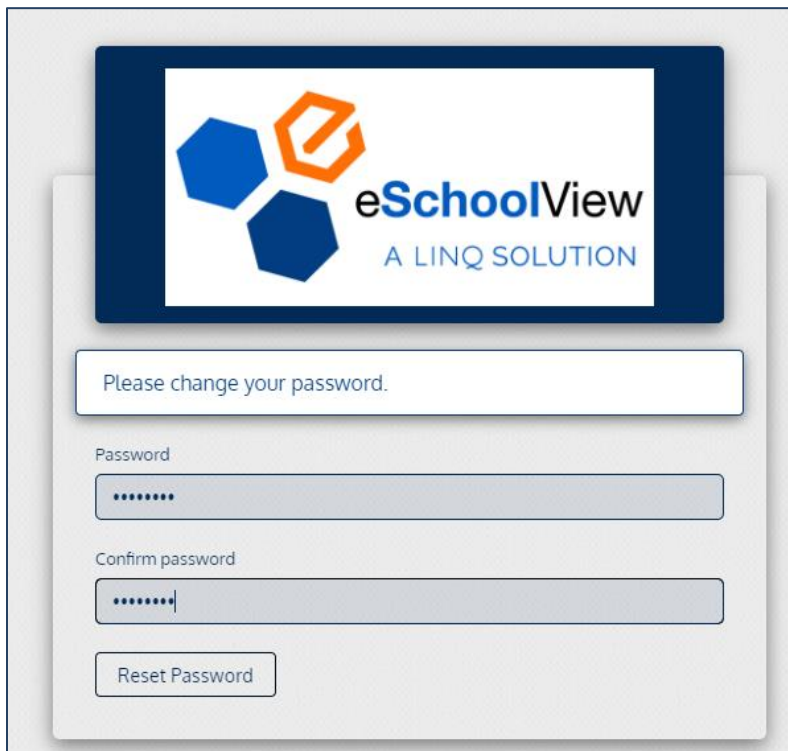 eSchoolView
A LINQ SOLUTION
Please change your password.
Password
••••••••
Confirm password
••••••••
Reset Password